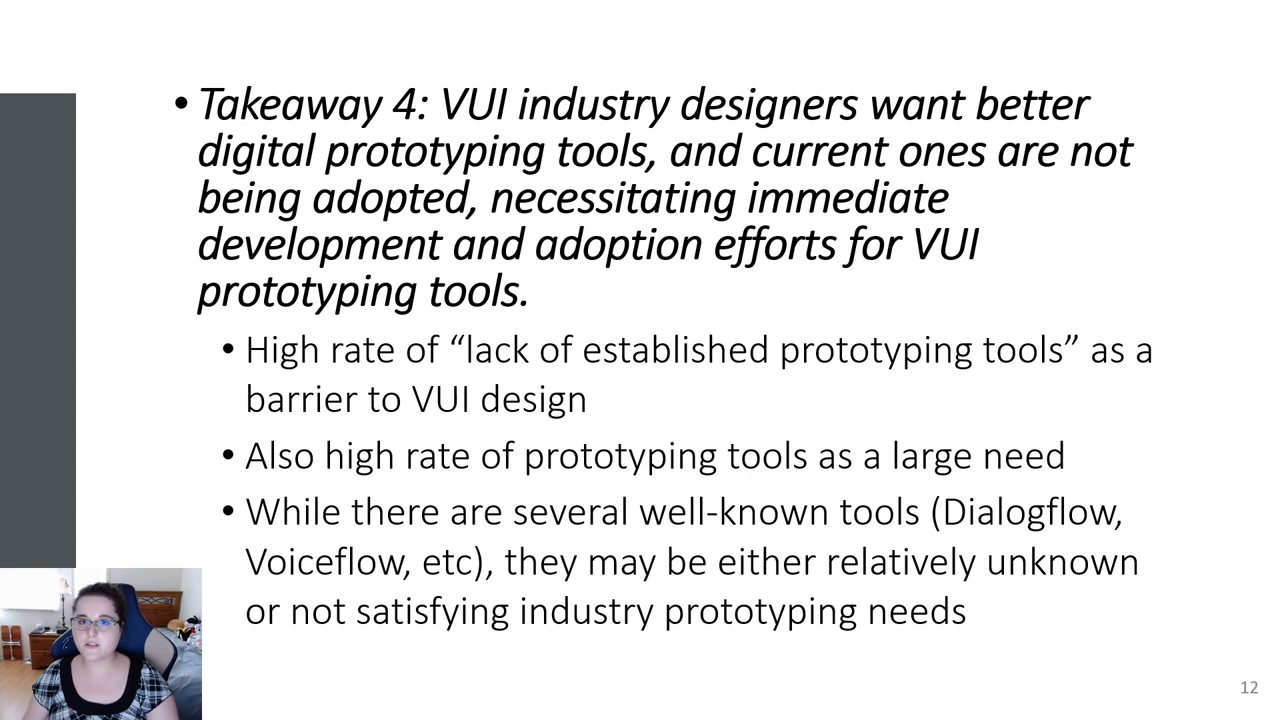 • Takeaway 4: VUI industry designers want better
digital prototyping tools, and current ones are not
being adopted, necessitating immediate
development and adoption efforts for VUI
prototyping tools.
• High rate of “lack of established prototyping tools” as a
barrier to VUI design
• Also high rate of prototyping tools as a large need
• While there are several well-known tools (Dialogflow,
Voiceflow, etc), they may be either relatively unknown
or not satisfying industry prototyping needs
12